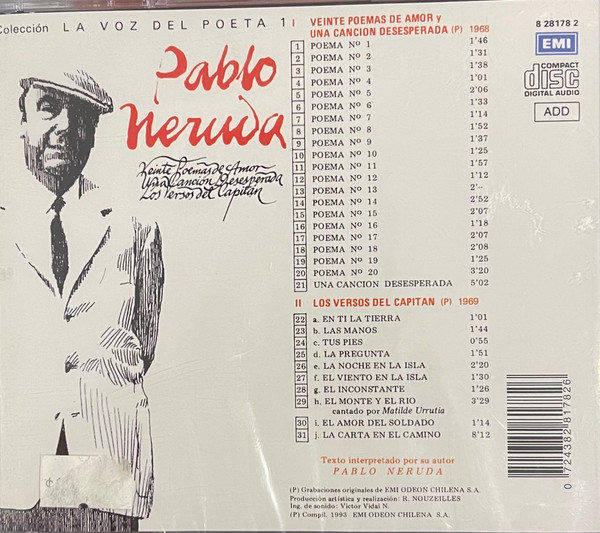 Colección LA VOZ DEL POETA 1
Pablo
Neruda
Veinte Poemas de Amor
Una Canción Desesperada
Los Versos del Capitán
I VEINTE POEMAS DE AMOR y
UNA CANCION DESESPERADA (P) 1968
1 POEMA Nº 1 1'46
2 POEMA Nº 2 1'31
3 POEMA Nº 3 1'38
4 POEMA Nº 4 1'01
5 POEMA Nº 5 2'06
6 POEMA Nº 6 1'33
7 POEMA Nº 7 1'14
8 POEMA Nº 8 1'52
9 POEMA Nº 9 1'37
10 POEMA Nº 10 1'25
11 POEMA Nº 11 1'57
12 POEMA Nº 12 1'12
13 POEMA Nº 13 2'--
14 POEMA Nº 14 2'52
15 POEMA Nº 15 2'07
16 POEMA Nº 16 1'18
17 POEMA Nº 17 2'07
18 POEMA Nº 18 2'08
19 POEMA Nº 19 1'25
20 POEMA Nº 20 3'20
21 UNA CANCION DESESPERADA 5'02
II LOS VERSOS DEL CAPITAN (P) 1969
22 a. EN TI LA TIERRA 1'01
23 b. LAS MANOS 1'44
24 c. TUS PIES 0'55
25 d. LA PREGUNTA 1'51
26 e. LA NOCHE EN LA ISLA 2'20
27 f. EL VIENTO EN LA ISLA 1'30
28 g. EL INCONSTANTE 1'26
29 h. EL MONTE Y EL RIO 3'29
cantado por Matilde Urrutia
30 i. EL AMOR DEL SOLDADO 1'14
31 j. LA CARTA EN EL CAMINO 8'12
Texto interpretado por su autor
PABLO NERUDA
(P) Grabaciones originales de EMI ODEON CHILENA S.A.
Producción artística y realización: R. NOUZEILLES
Ing. de sonido: Victor Vidal N.
(P) Compil. 1993 EMI ODEON CHILENA S.A.
8 28178 2
EMI
COMPACT
disc
DIGITAL AUDIO
ADD
0 724382 817826